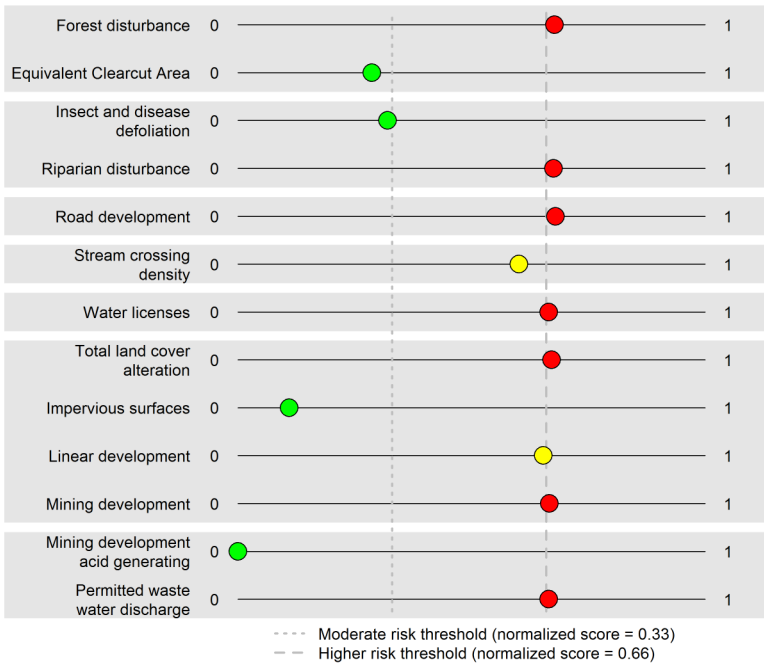 Forest disturbance 0 1
Equivalent Clearcut Area 0 1
Insect and disease
defoliation 0 1
Riparian disturbance 0 1
Road development 0 1
Stream crossing
density 0 1
Water licenses 0 1
Total land cover
alteration 0 1
Impervious surfaces 0 1
Linear development 0 1
Mining development 0 1
Mining development
acid generating 0 1
Permitted waste
water discharge 0 1
Moderate risk threshold (normalized score = 0.33)
Higher risk threshold (normalized score = 0.66)